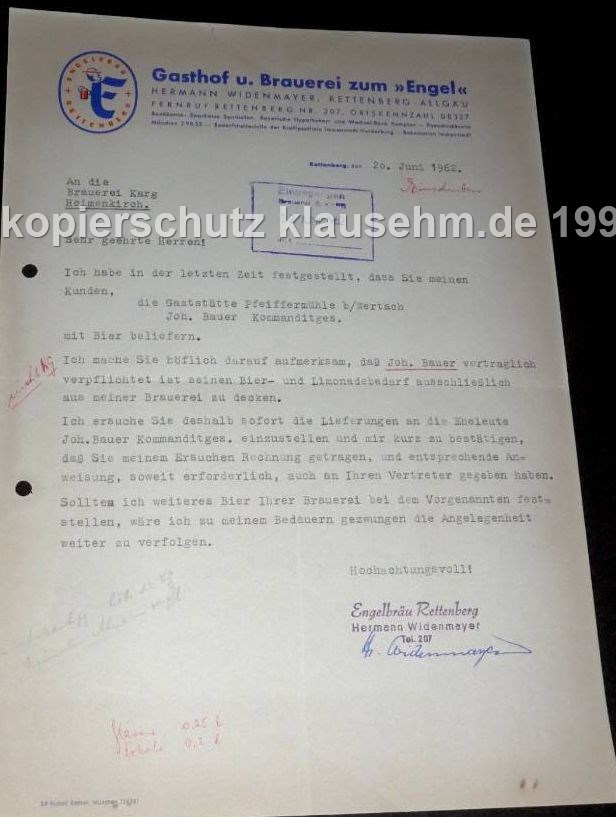 ENGELBRÄU
RETTENBERG
Gasthof u. Brauerei zum »Engel«
HERMANN WIDENMAYER, RETTENBERG-ALLGÄU
FERNRUF RETTENBERG NR. 207, ORTSKENNZAHL 08327
Rettenberg, den 20. Juni 1962.
An die
Brauerei Karg
Heimenkirch.
kopierschutz klausehm.de 199
Sehr geehrte Herren!
Ich habe in der letzten Zeit festgestellt, dass Sie meinen
Kunden,
die Gaststätte Pfeiffermühle b/Wertach
Joh. Bauer Kommanditges.
mit Bier beliefern.
Ich mache Sie höflich darauf aufmerksam, daß Joh. Bauer vertraglich
verpflichtet ist seinen Bier- und Limonadebedarf ausschließlich
aus meiner Brauerei zu decken.
Ich ersuche Sie deshalb sofort die Lieferungen an die Eheleute
Joh.Bauer Kommanditges. einzustellen und mir kurz zu bestätigen,
daß Sie meinem Ersuchen Rechnung getragen, und entsprechende An-
weisung, soweit erforderlich, auch an Ihren Vertreter gegeben haben.
Sollten ich weiteres Bier Ihrer Brauerei bei dem Vorgenannten fest-
stellen, wäre ich zu meinem Bedauern gezwungen die Angelegenheit
weiter zu verfolgen.
Hochachtungsvoll!
Engelbräu Rettenberg
Hermann Widenmayer
Tel. 207
H. Widenmayer
0,25 l
0,2 l